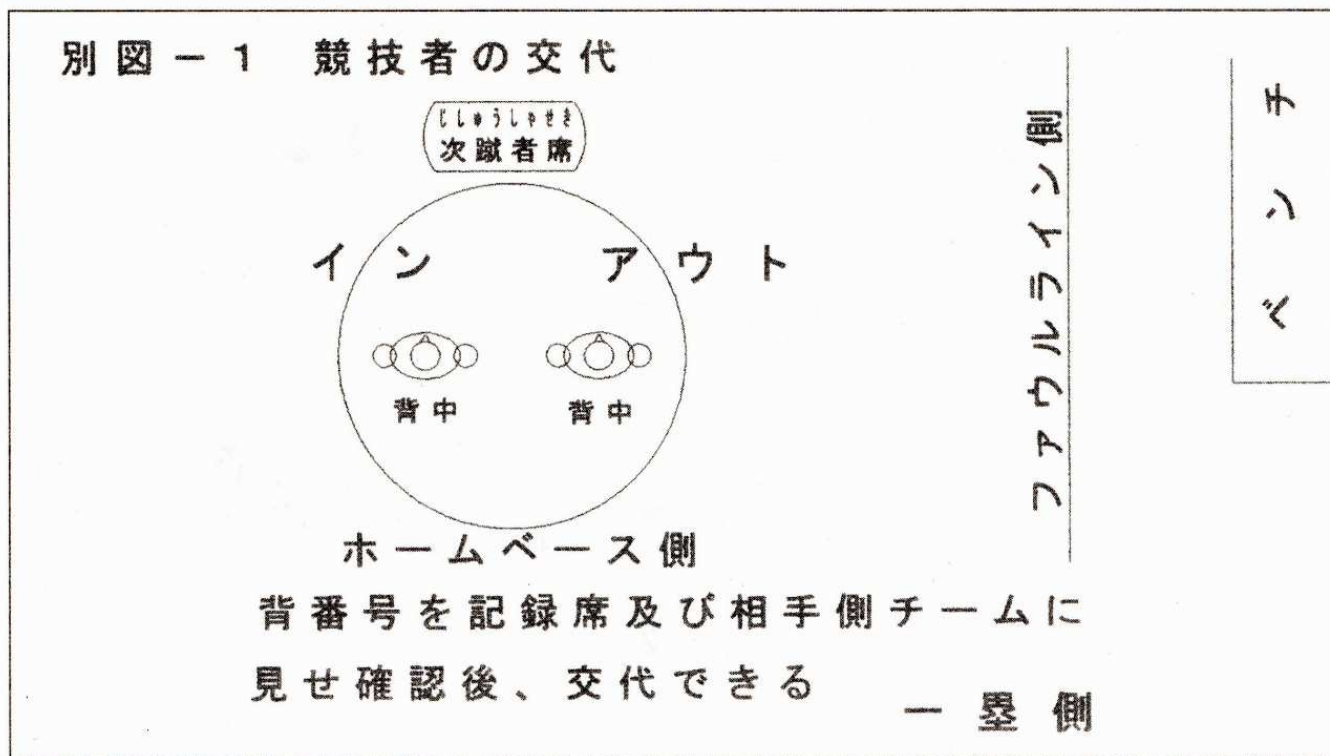 別図－1 競技者の交代
じしゅうしゃせき
次蹴者席
イン アウト
背中 背中
ホームベース側
背番号を記録席及び相手側チームに
見せ確認後、交代できる
一塁側
ファウルライン側
ベンチ